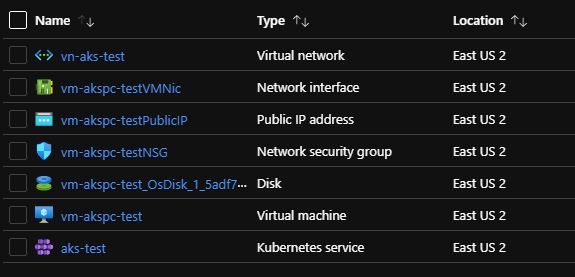 Name ↑↓ Type ↑↓ Location ↑↓
vn-aks-test Virtual network East US 2
vm-akspc-testVMNic Network interface East US 2
vm-akspc-testPublicIP Public IP address East US 2
vm-akspc-testNSG Network security group East US 2
vm-akspc-test_OsDisk_1_5adf7... Disk East US 2
vm-akspc-test Virtual machine East US 2
aks-test Kubernetes service East US 2